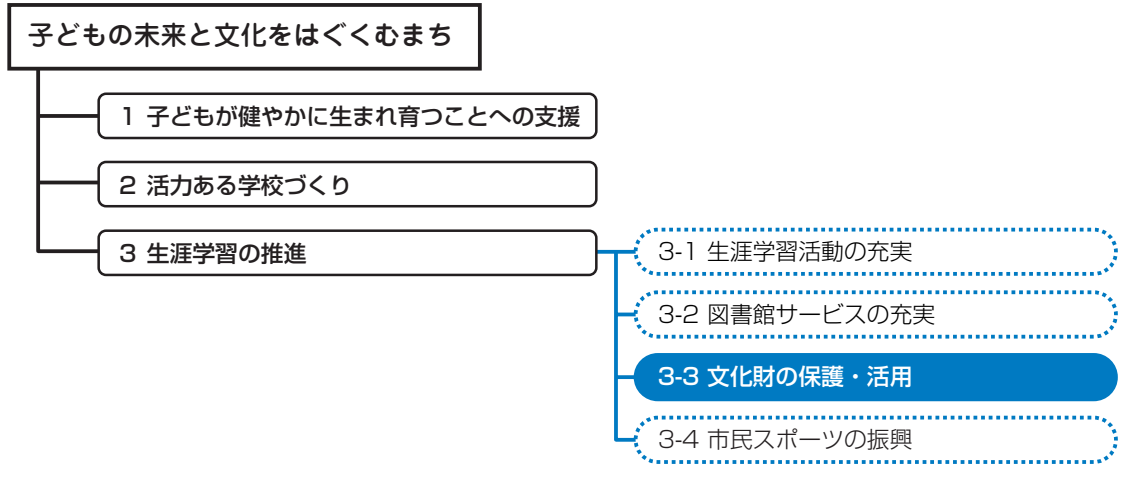 子どもの未来と文化をはぐくむまち
1 子どもが健やかに生まれ育つことへの支援
2 活力ある学校づくり
3 生涯学習の推進
3-1 生涯学習活動の充実
3-2 図書館サービスの充実
3-3 文化財の保護・活用
3-4 市民スポーツの振興